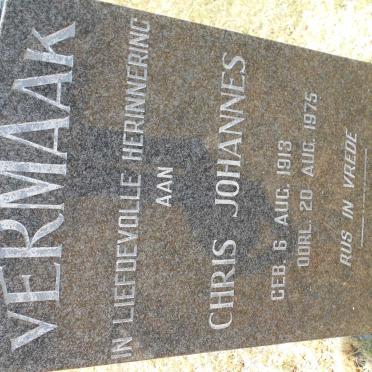 VERMAAK
IN LIEFDEVOLLE HERINNERING
AAN
CHRIS JOHANNES
GEB. 6 AUG. 1913
OORL. 20 AUG. 1975
RUS IN VREDE